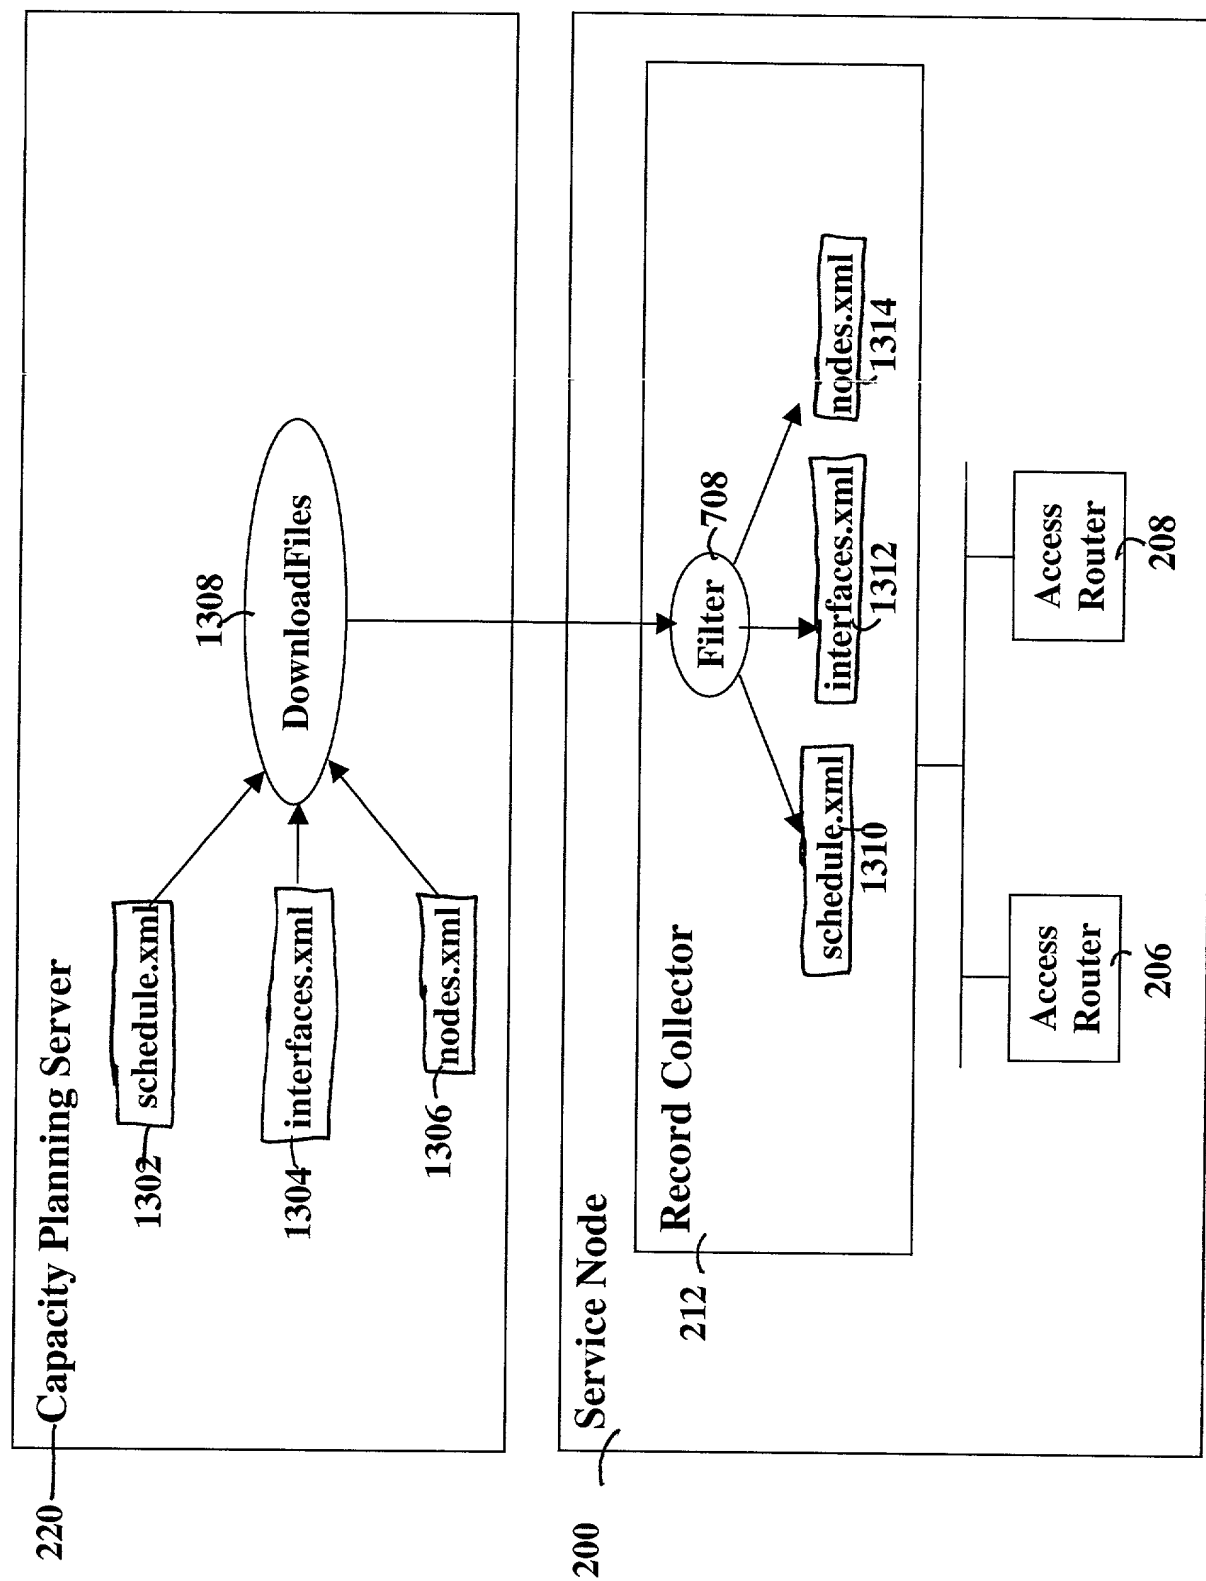 220
Capacity Planning Server
1302
schedule.xml
1304
interfaces.xml
1306
nodes.xml
1308
DownloadFiles
200
Service Node
212
Record Collector
Filter
708
schedule.xml
1310
interfaces.xml
1312
nodes.xml
1314
Access
Router
206
Access
Router
208